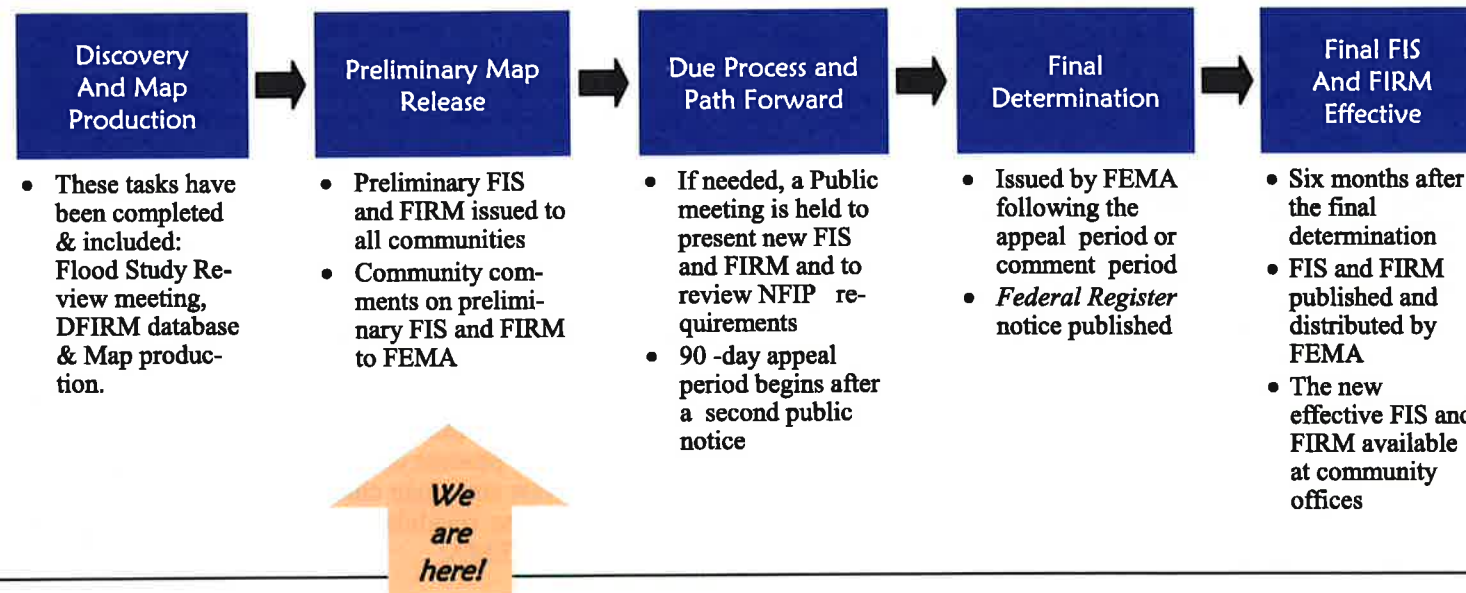 Discovery
And Map
Production
Preliminary Map
Release
Due Process and
Path Forward
Final
Determination
Final FIS
And FIRM
Effective
• These tasks have
been completed
& included:
Flood Study Re-
view meeting,
DFIRM database
& Map produc-
tion.
• Preliminary FIS
and FIRM issued to
all communities
• Community com-
ments on prelimi-
nary FIS and FIRM
to FEMA
• If needed, a Public
meeting is held to
present new FIS
and FIRM and to
review NFIP re-
quirements
• 90 -day appeal
period begins after
a second public
notice
• Issued by FEMA
following the
appeal period or
comment period
• Federal Register
notice published
• Six months after
the final
determination
• FIS and FIRM
published and
distributed by
FEMA
• The new
effective FIS and
FIRM available
at community
offices
We
are
here!